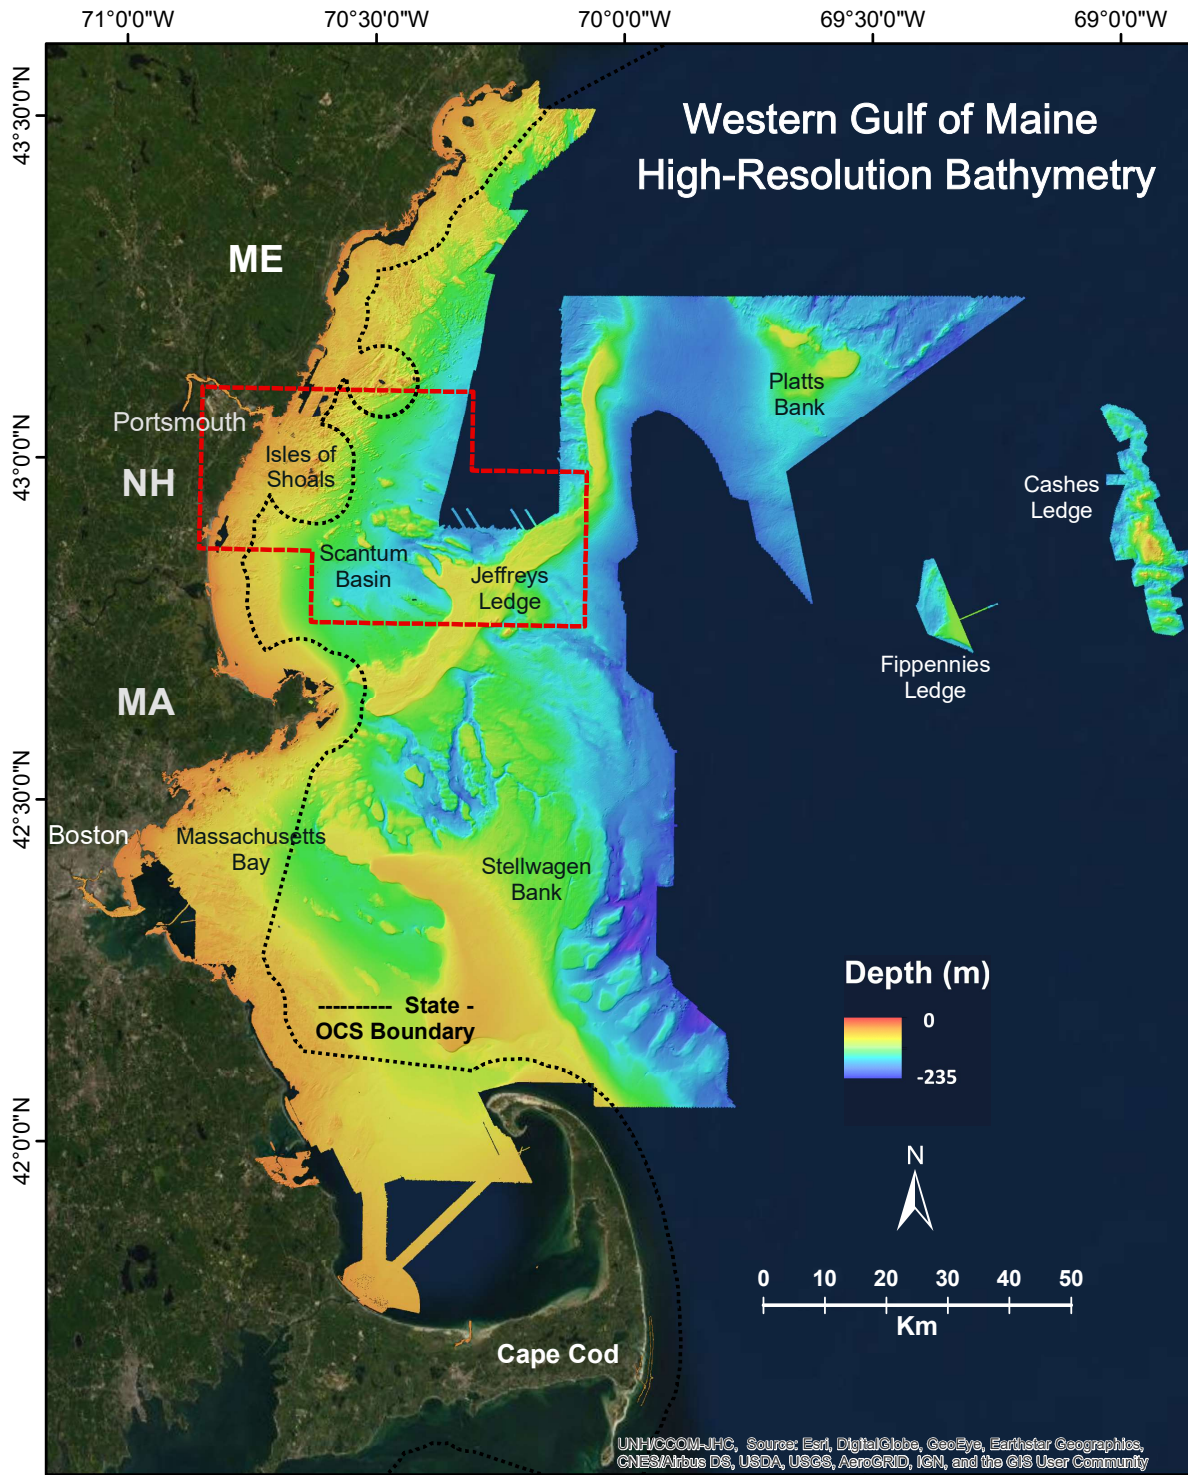 71°0'0"W 70°30'0"W 70°0'0"W 69°30'0"W 69°0'0"W
43°30'0"N
Western Gulf of Maine
High-Resolution Bathymetry
ME
Platts
Bank
Portsmouth
43°0'0"N
Isles of
Shoals
NH
Cashes
Ledge
Scantum
Basin
Jeffreys
Ledge
Fippennies
Ledge
MA
42°30'0"N
Boston
Massachusetts
Bay
Stellwagen
Bank
Depth (m)
0
-235
---------- State -
OCS Boundary
42°0'0"N
N
0 10 20 30 40 50
Km
Cape Cod
UNH/CCOM-JHC, Source: Esri, DigitalGlobe, GeoEye, Earthstar Geographics,
CNES/Airbus DS, USDA, USGS, AeroGRID, IGN, and the GIS User Community